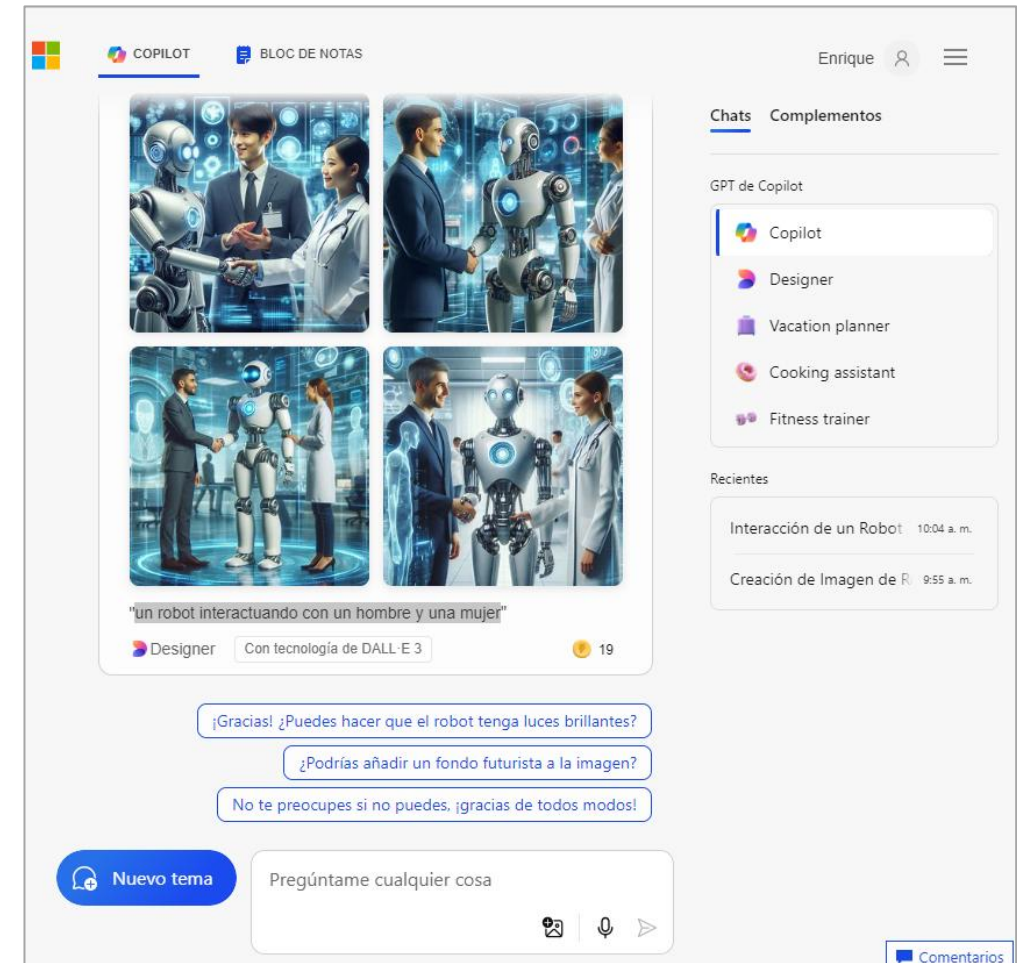 COPILOT
BLOC DE NOTAS
Enrique
"un robot interactuando con un hombre y una mujer"
Designer
Con tecnología de DALL·E 3
19
¡Gracias! ¿Puedes hacer que el robot tenga luces brillantes?
¿Podrías añadir un fondo futurista a la imagen?
No te preocupes si no puedes, ¡gracias de todos modos!
Nuevo tema
Pregúntame cualquier cosa
Chats
Complementos
GPT de Copilot
Copilot
Designer
Vacation planner
Cooking assistant
Fitness trainer
Recientes
Interacción de un Robot 10:04 a. m.
Creación de Imagen de R 9:55 a. m.
Comentarios